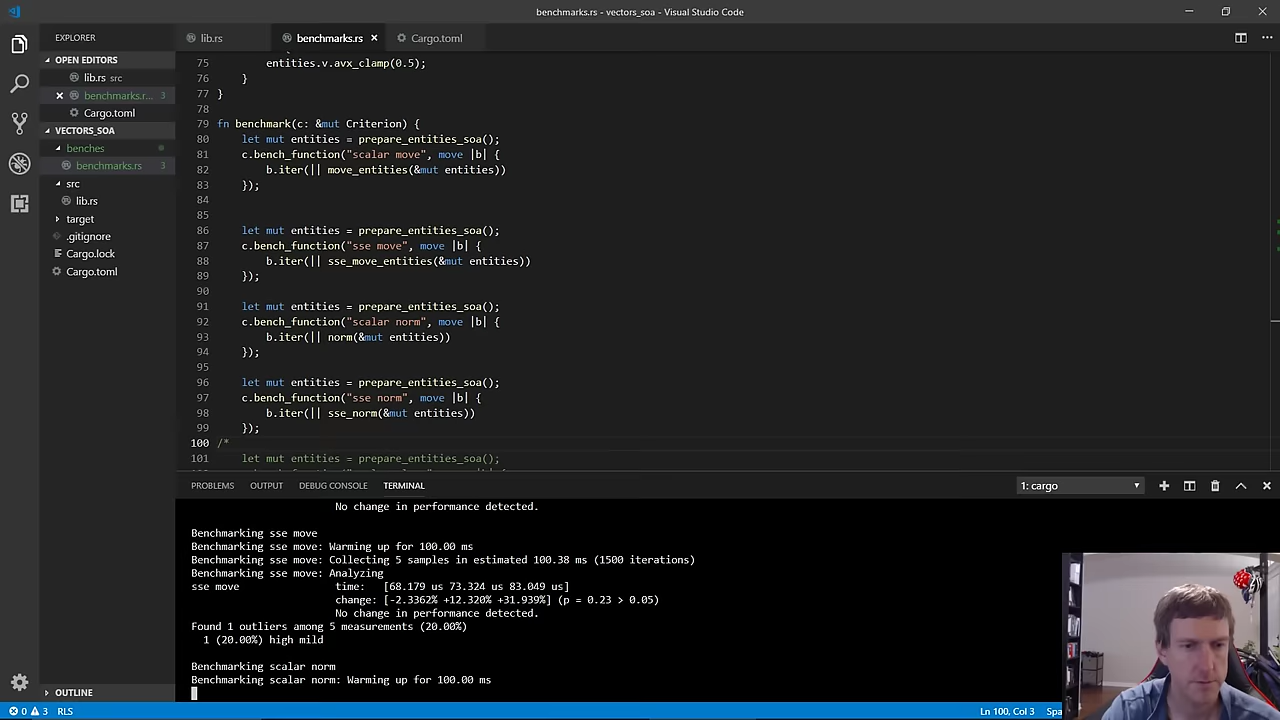 benchmarks.rs - vectors_soa - Visual Studio Code
EXPLORER
lib.rs
benchmarks.rs
Cargo.toml
OPEN EDITORS
lib.rs src
benchmarks.r... 3
Cargo.toml
VECTORS_SOA
benches
benchmarks.rs 3
src
lib.rs
target
.gitignore
Cargo.lock
Cargo.toml
OUTLINE
75 entities.v.avx_clamp(0.5);
76 }
77 }
78
79 fn benchmark(c: &mut Criterion) {
80 let mut entities = prepare_entities_soa();
81 c.bench_function("scalar move", move |b| {
82 b.iter(|| move_entities(&mut entities))
83 });
84
85
86 let mut entities = prepare_entities_soa();
87 c.bench_function("sse move", move |b| {
88 b.iter(|| sse_move_entities(&mut entities))
89 });
90
91 let mut entities = prepare_entities_soa();
92 c.bench_function("scalar norm", move |b| {
93 b.iter(|| norm(&mut entities))
94 });
95
96 let mut entities = prepare_entities_soa();
97 c.bench_function("sse norm", move |b| {
98 b.iter(|| sse_norm(&mut entities))
99 });
100 /*
101 let mut entities = prepare_entities_soa();
PROBLEMS OUTPUT DEBUG CONSOLE TERMINAL
1: cargo
No change in performance detected.
Benchmarking sse move
Benchmarking sse move: Warming up for 100.00 ms
Benchmarking sse move: Collecting 5 samples in estimated 100.38 ms (1500 iterations)
Benchmarking sse move: Analyzing
sse move time: [68.179 us 73.324 us 83.049 us]
change: [-2.3362% +12.320% +31.939%] (p = 0.23 > 0.05)
No change in performance detected.
Found 1 outliers among 5 measurements (20.00%)
1 (20.00%) high mild
Benchmarking scalar norm
Benchmarking scalar norm: Warming up for 100.00 ms
0 3 RLS
Ln 100, Col 3 Spa